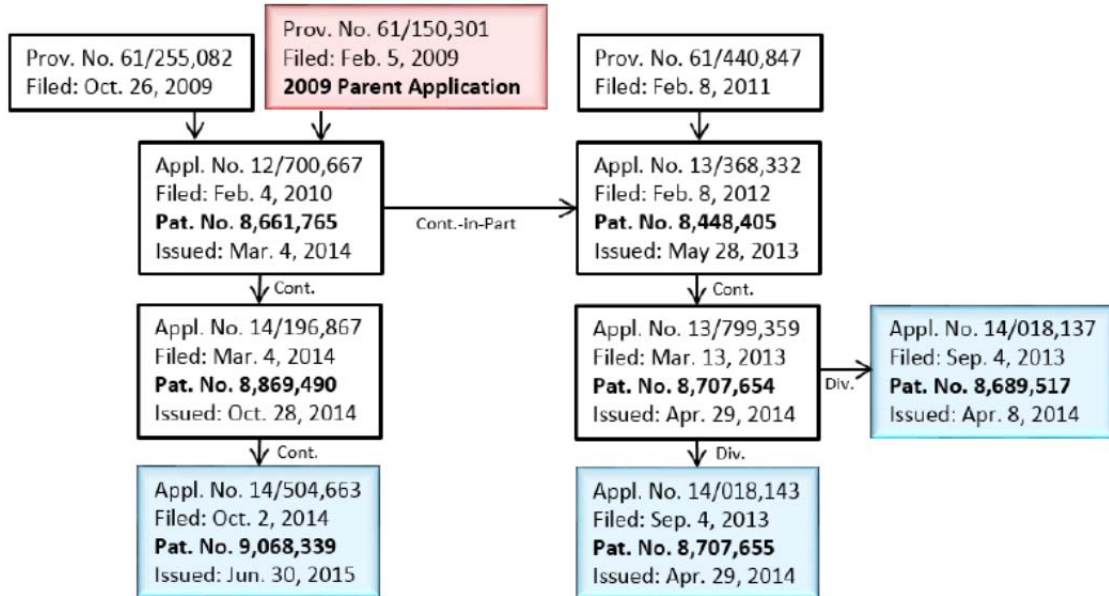 Prov. No. 61/255,082
Filed: Oct. 26, 2009
Prov. No. 61/150,301
Filed: Feb. 5, 2009
2009 Parent Application
Prov. No. 61/440,847
Filed: Feb. 8, 2011
Appl. No. 12/700,667
Filed: Feb. 4, 2010
Pat. No. 8,661,765
Issued: Mar. 4, 2014
Cont.-in-Part
Appl. No. 13/368,332
Filed: Feb. 8, 2012
Pat. No. 8,448,405
Issued: May 28, 2013
Cont.
Cont.
Appl. No. 14/196,867
Filed: Mar. 4, 2014
Pat. No. 8,869,490
Issued: Oct. 28, 2014
Appl. No. 13/799,359
Filed: Mar. 13, 2013
Pat. No. 8,707,654
Issued: Apr. 29, 2014
Div.
Appl. No. 14/018,137
Filed: Sep. 4, 2013
Pat. No. 8,689,517
Issued: Apr. 8, 2014
Cont.
Div.
Appl. No. 14/504,663
Filed: Oct. 2, 2014
Pat. No. 9,068,339
Issued: Jun. 30, 2015
Appl. No. 14/018,143
Filed: Sep. 4, 2013
Pat. No. 8,707,655
Issued: Apr. 29, 2014